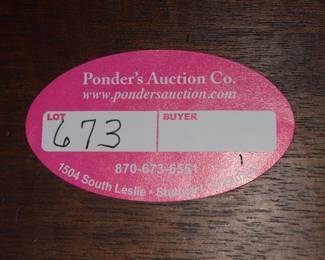 Ponder's Auction Co.
www.pondersauction.com
LOT BUYER
673
870-673-6551
1504 South Leslie •